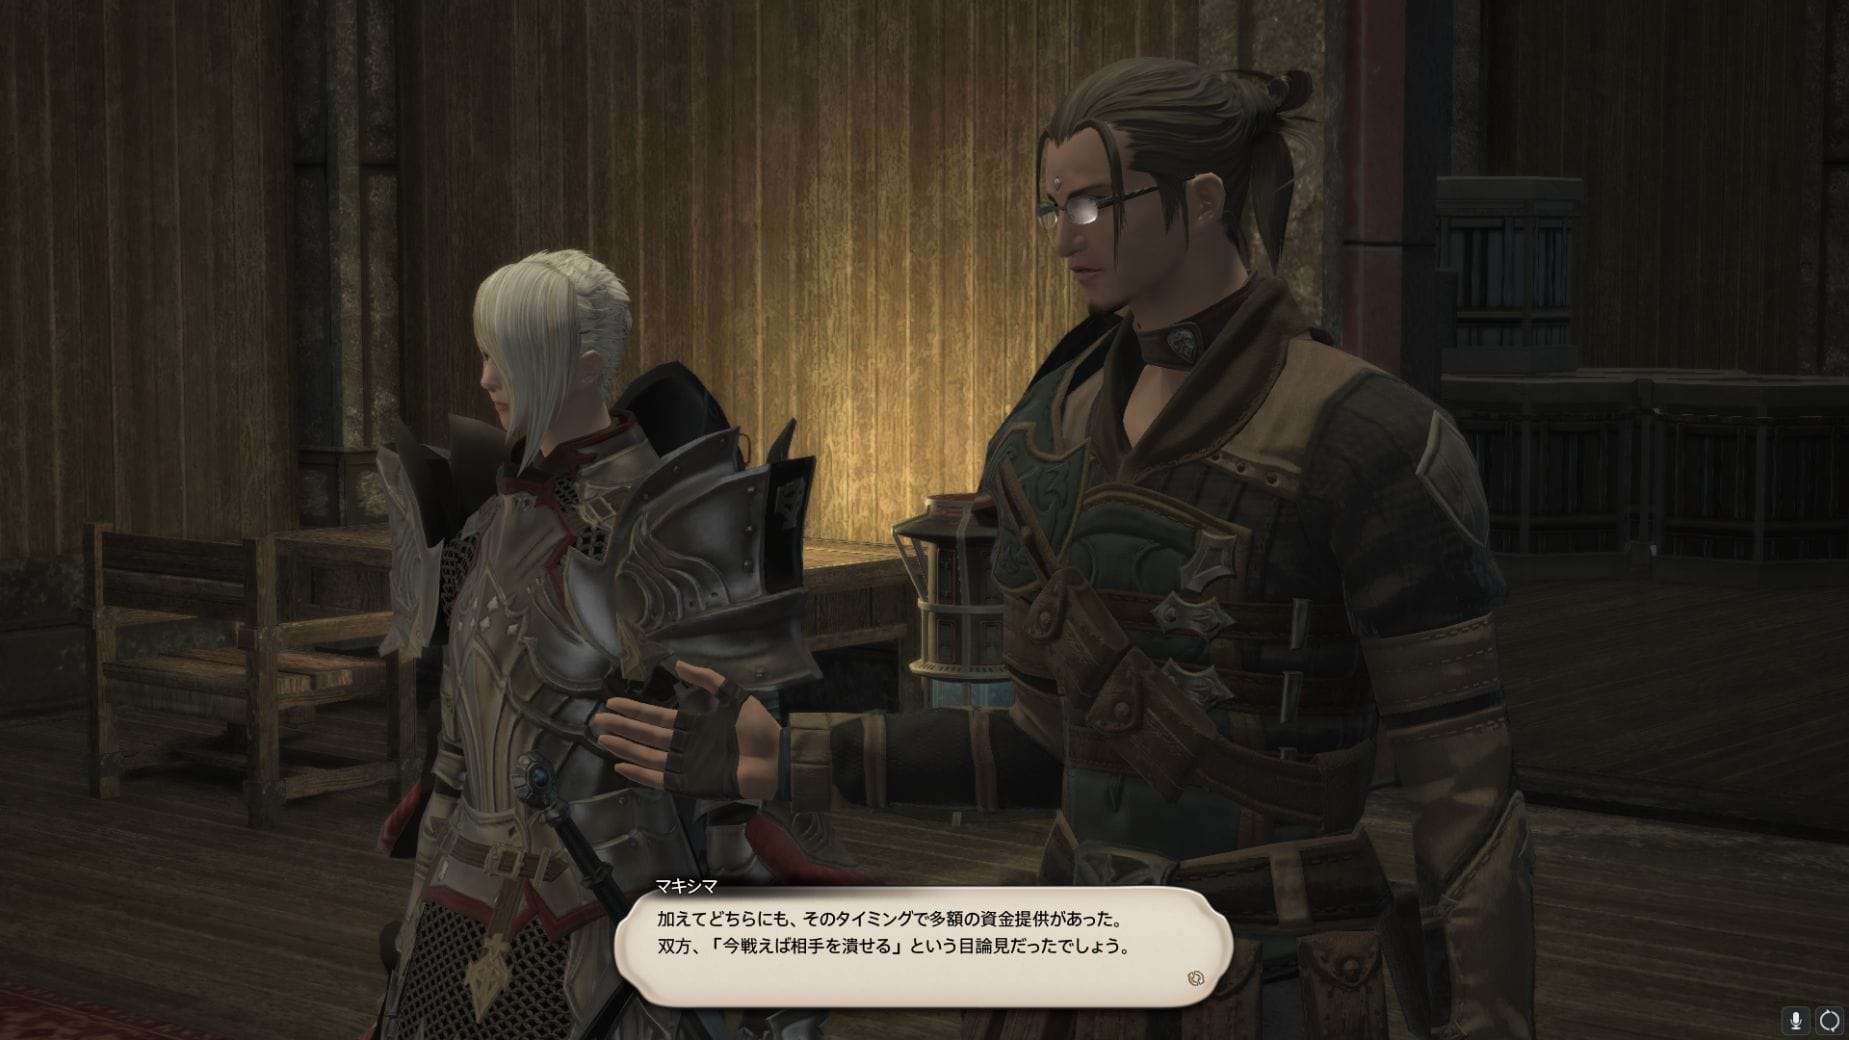 マキシマ
加えてどちらにも、そのタイミングで多額の資金提供があった。
双方、「今戦えば相手を潰せる」という目論見だったでしょう。